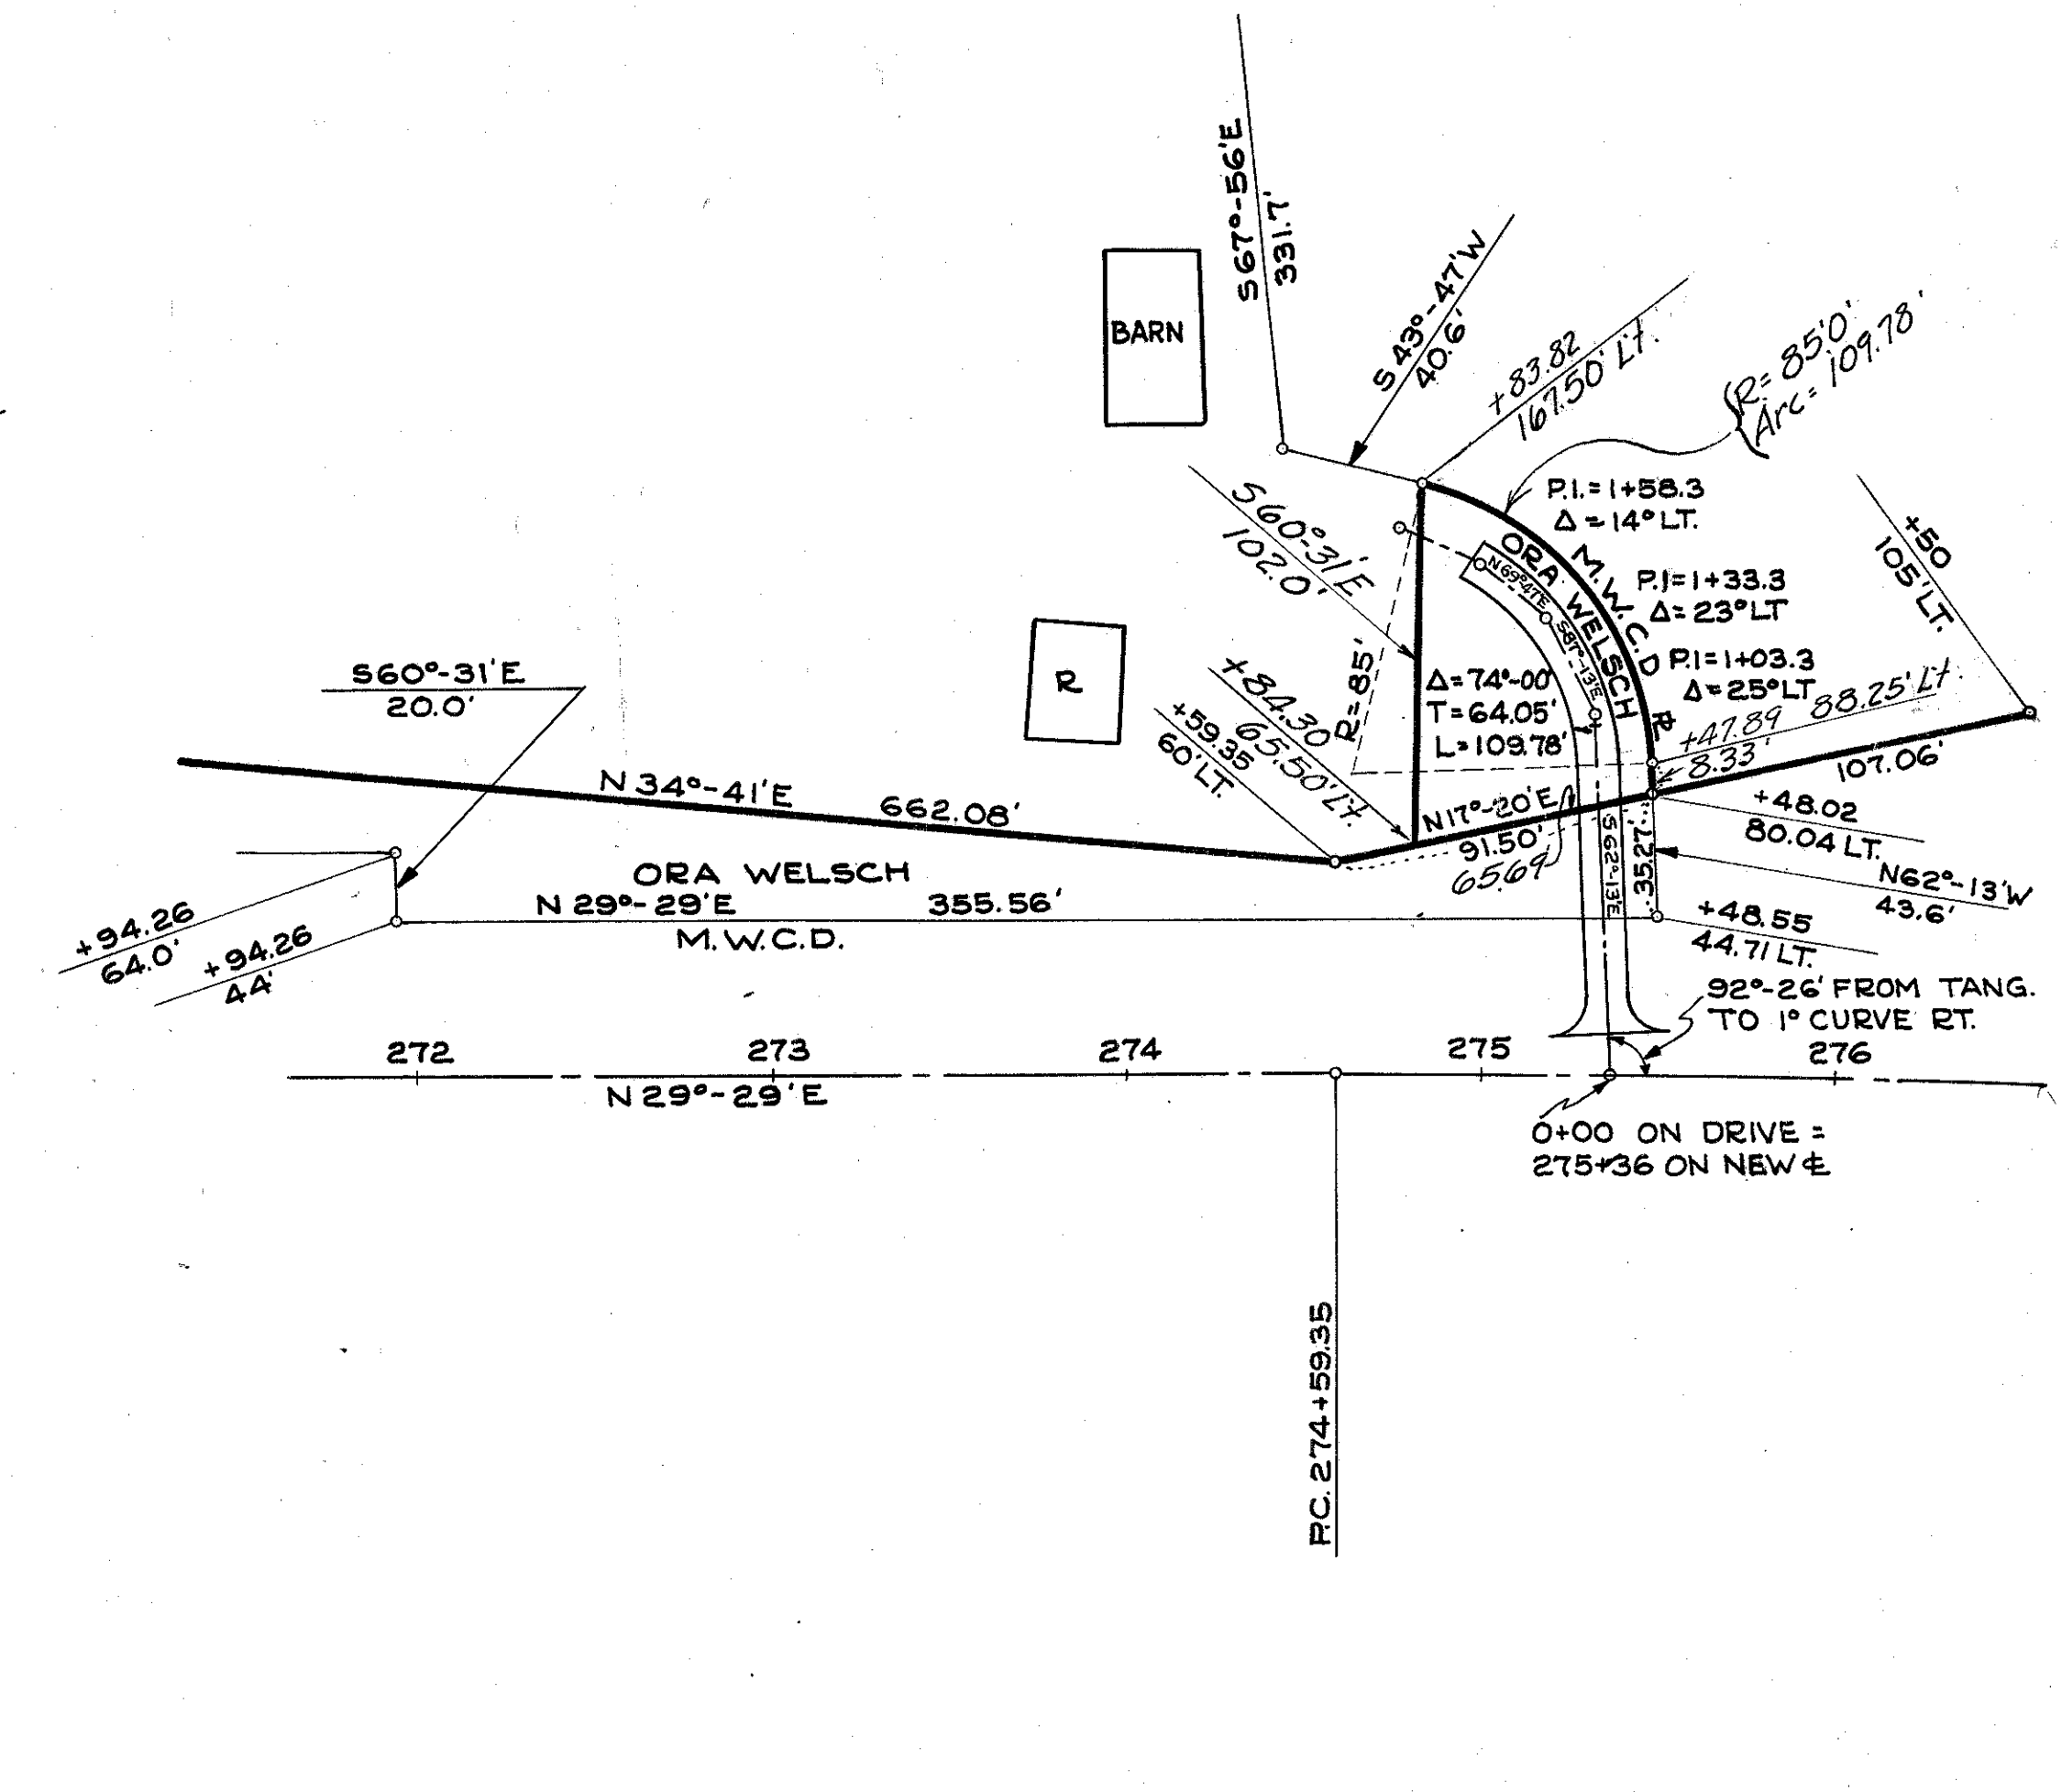 S67°-56'E
331.7'
BARN
S43°-47'W
40.6'
+83.82
167.50' Lt.
R= 85'0'
Arc= 109.78'
P.I.=1+58.3
Δ=14°LT.
+50
105' LT.
S60°-31'E
102.0'
ORA WELSCH
M.W.C.D
N69°47'E
S87°-13'E
P.I=1+33.3
Δ=23°LT
P.I=1+03.3
Δ=25°LT
R=85'
Δ=74°-00'
T=64.05'
L=109.78'
R
S60°-31'E
20.0'
+84.30
65.50' Lt.
+59.35
60'LT.
+47.89 88.25' Lt.
8.33'
107.06'
N34°-41'E 662.08'
N17°-20'E
91.50'
65.69'
+48.02
80.04 LT.
S62°-13'E
35.27'
N62°-13'W
43.6'
ORA WELSCH
N29°-29'E 355.56'
M.W.C.D.
+94.26
64.0'
+94.26
44'
+48.55
44.71 LT.
92°-26' FROM TANG.
TO 1° CURVE RT.
272 273 274 275 276
N29°-29'E
0+00 ON DRIVE =
275+36 ON NEW ℄
P.C. 274+59.35